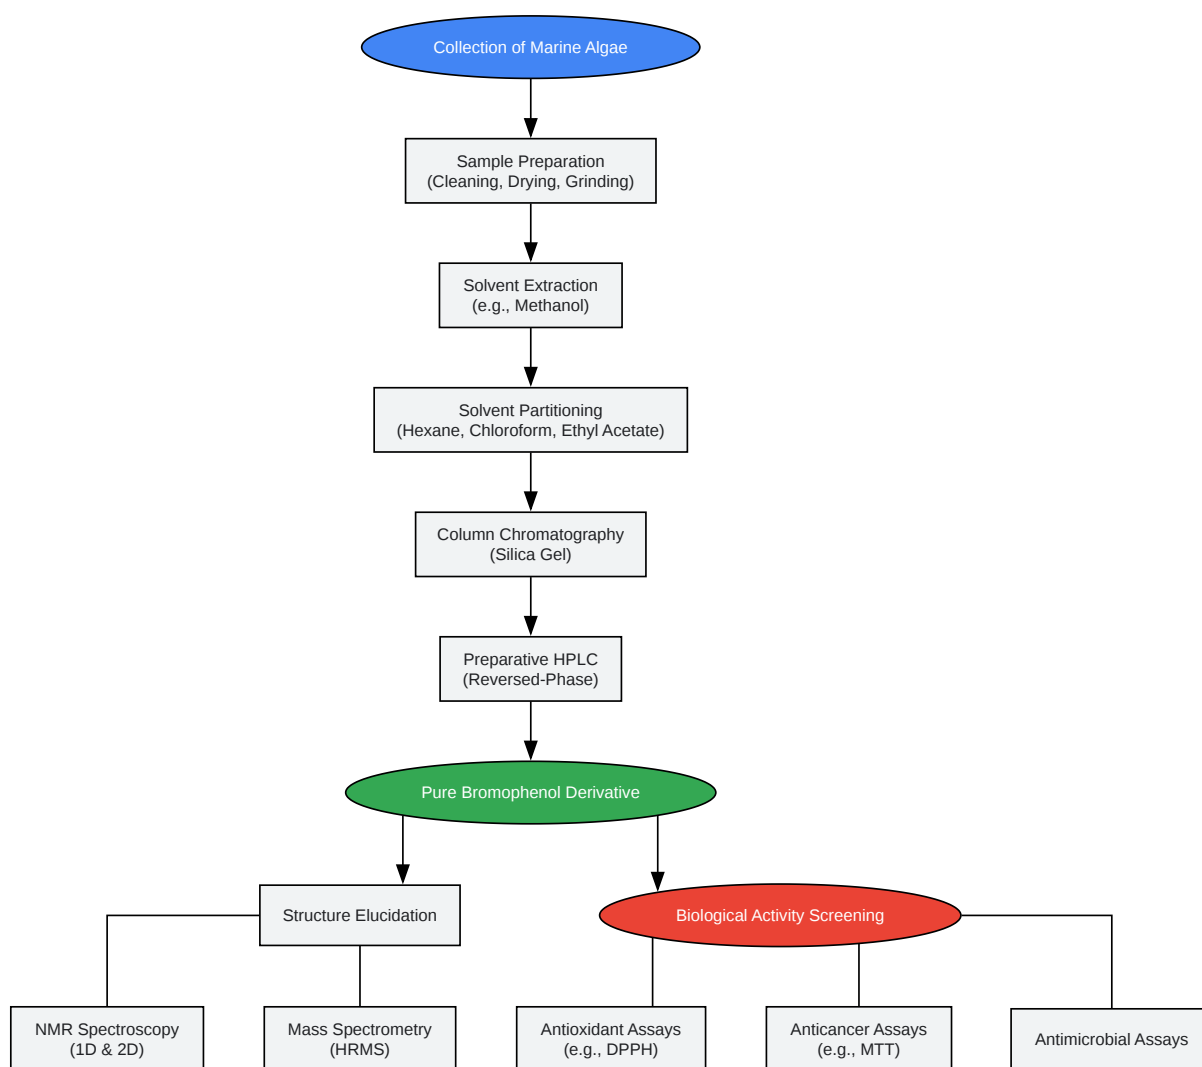 Collection of Marine Algae
Sample Preparation
(Cleaning, Drying, Grinding)
Solvent Extraction
(e.g., Methanol)
Solvent Partitioning
(Hexane, Chloroform, Ethyl Acetate)
Column Chromatography
(Silica Gel)
Preparative HPLC
(Reversed-Phase)
Pure Bromophenol Derivative
Structure Elucidation
Biological Activity Screening
NMR Spectroscopy
(1D & 2D)
Mass Spectrometry
(HRMS)
Antioxidant Assays
(e.g., DPPH)
Anticancer Assays
(e.g., MTT)
Antimicrobial Assays